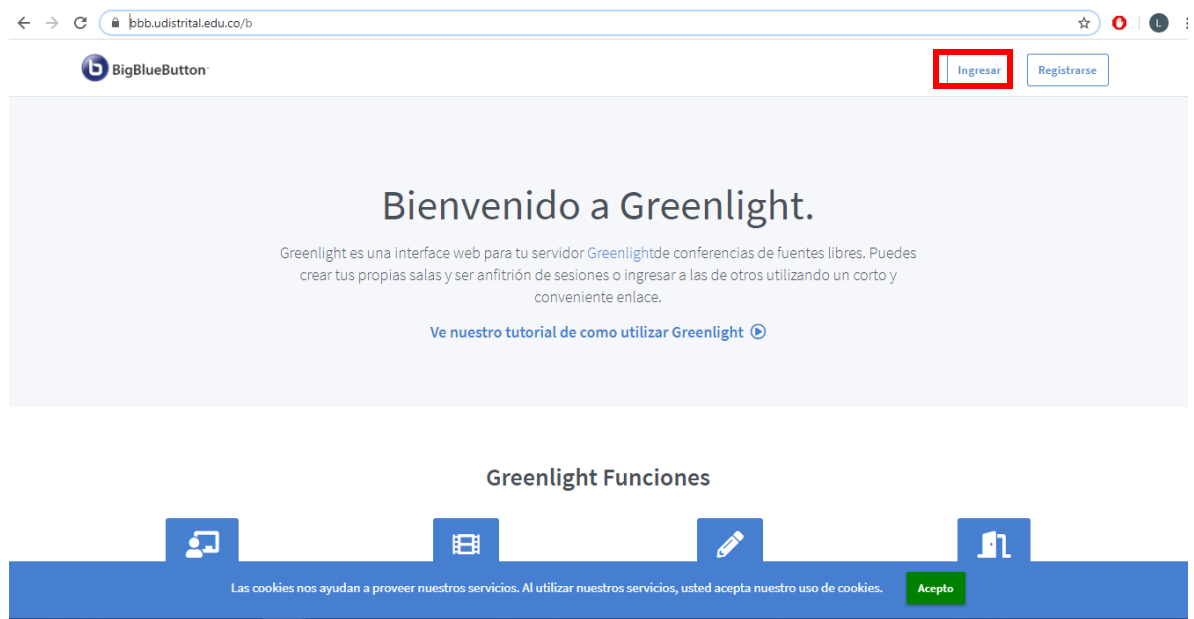 bbb.udistrital.edu.co/b
L
b BigBlueButton
Ingresar
Registrarse
Bienvenido a Greenlight.
Greenlight es una interface web para tu servidor Greenlightde conferencias de fuentes libres. Puedes
crear tus propias salas y ser anfitrión de sesiones o ingresar a las de otros utilizando un corto y
conveniente enlace.
Ve nuestro tutorial de como utilizar Greenlight
Greenlight Funciones
Las cookies nos ayudan a proveer nuestros servicios. Al utilizar nuestros servicios, usted acepta nuestro uso de cookies.
Acepto